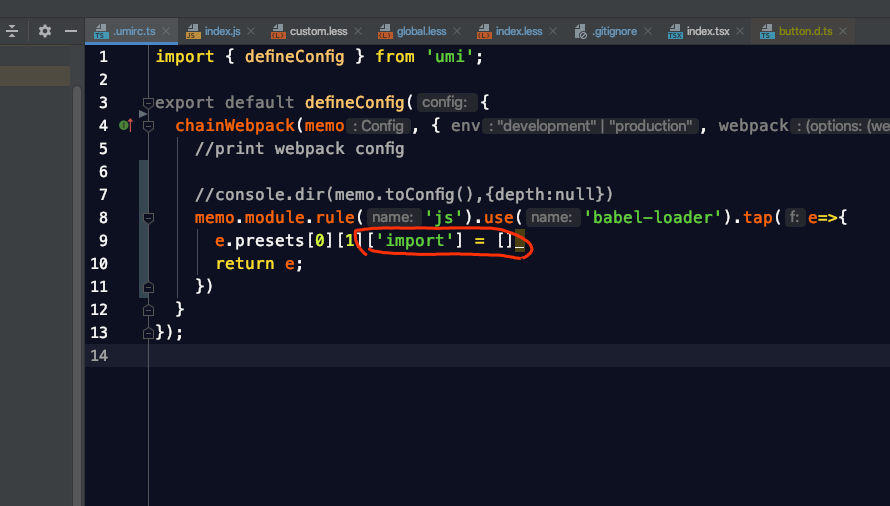 .umirc.ts index.js custom.less global.less index.less .gitignore index.tsx button.d.ts
1 import { defineConfig } from 'umi';
2
3 export default defineConfig( config: {
4 chainWebpack(memo : Config , { env : "development" | "production" , webpack : (options: (we
5 //print webpack config
6
7 //console.dir(memo.toConfig(),{depth:null})
8 memo.module.rule( name: 'js').use( name: 'babel-loader').tap( f: e=>{
9 e.presets[0][1]['import'] = []
10 return e;
11 })
12 }
13 });
14